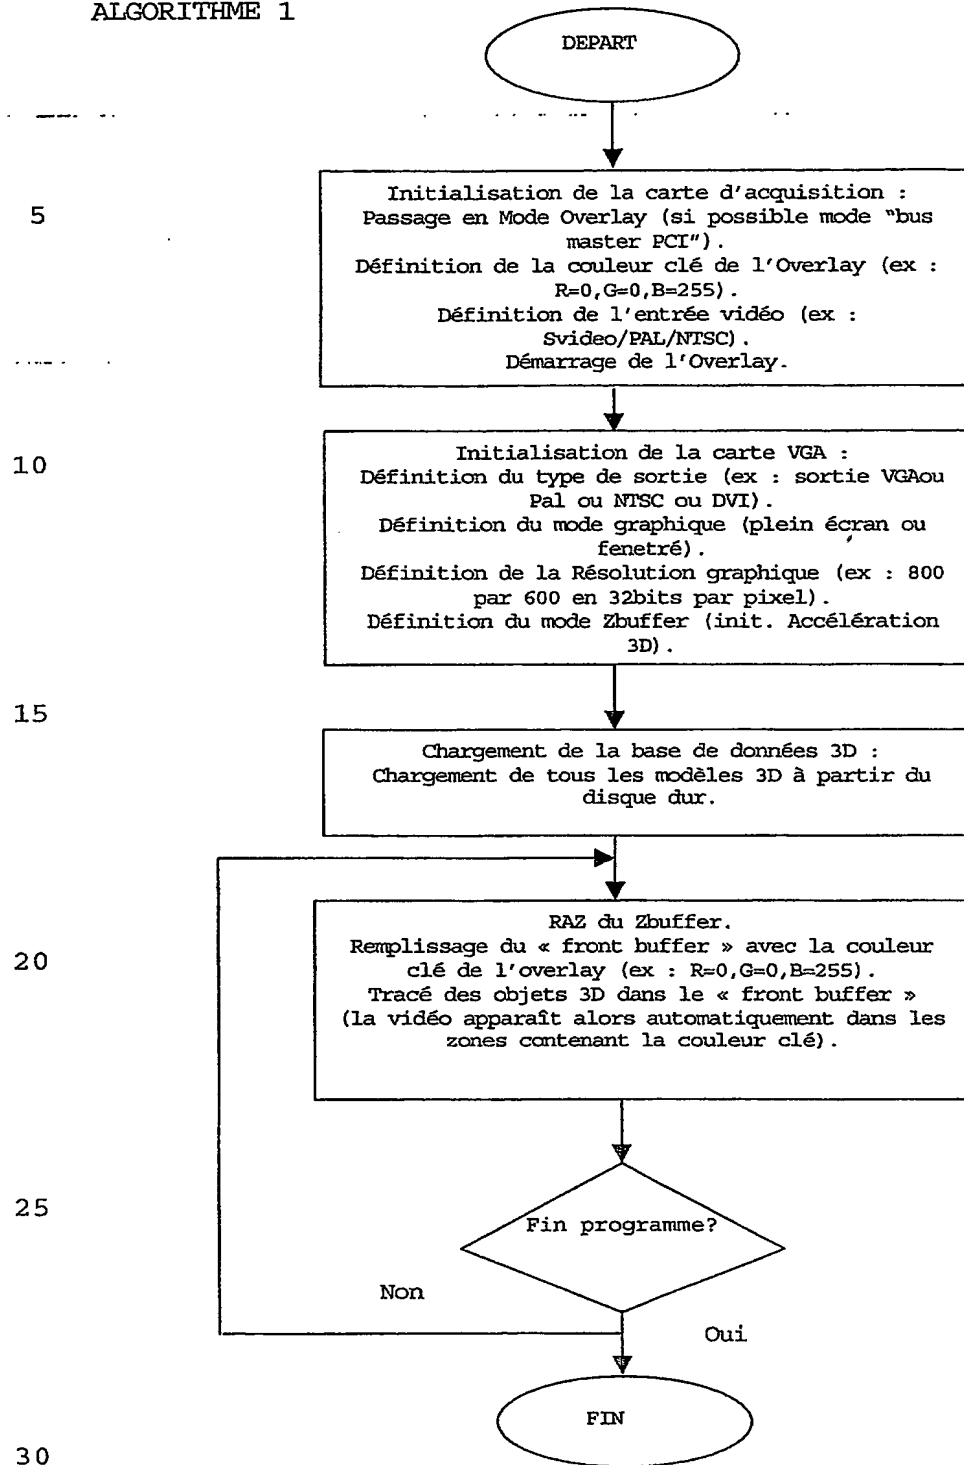 ALGORITHME 1
DEPART
Initialisation de la carte d'acquisition :
5
Passage en Mode Overlay (si possible mode "bus
master PCI").
Définition de la couleur clé de l'Overlay (ex :
R=0,G=0,B=255).
Définition de l'entrée vidéo (ex :
Svideo/PAL/NTSC).
Démarrage de l'Overlay.
Initialisation de la carte VGA :
10
Définition du type de sortie (ex : sortie VGAou
Pal ou NTSC ou DVI).
Définition du mode graphique (plein écran ou
fenetré).
Définition de la Résolution graphique (ex : 800
par 600 en 32bits par pixel).
Définition du mode Zbuffer (init. Accélération
3D).
15
Chargement de la base de données 3D :
Chargement de tous les modèles 3D à partir du
disque dur.
RAZ du Zbuffer.
20
Remplissage du « front buffer » avec la couleur
clé de l'overlay (ex : R=0,G=0,B=255).
Tracé des objets 3D dans le « front buffer »
(la vidéo apparaît alors automatiquement dans les
zones contenant la couleur clé).
25
Fin programme?
Non
Oui
FIN
30